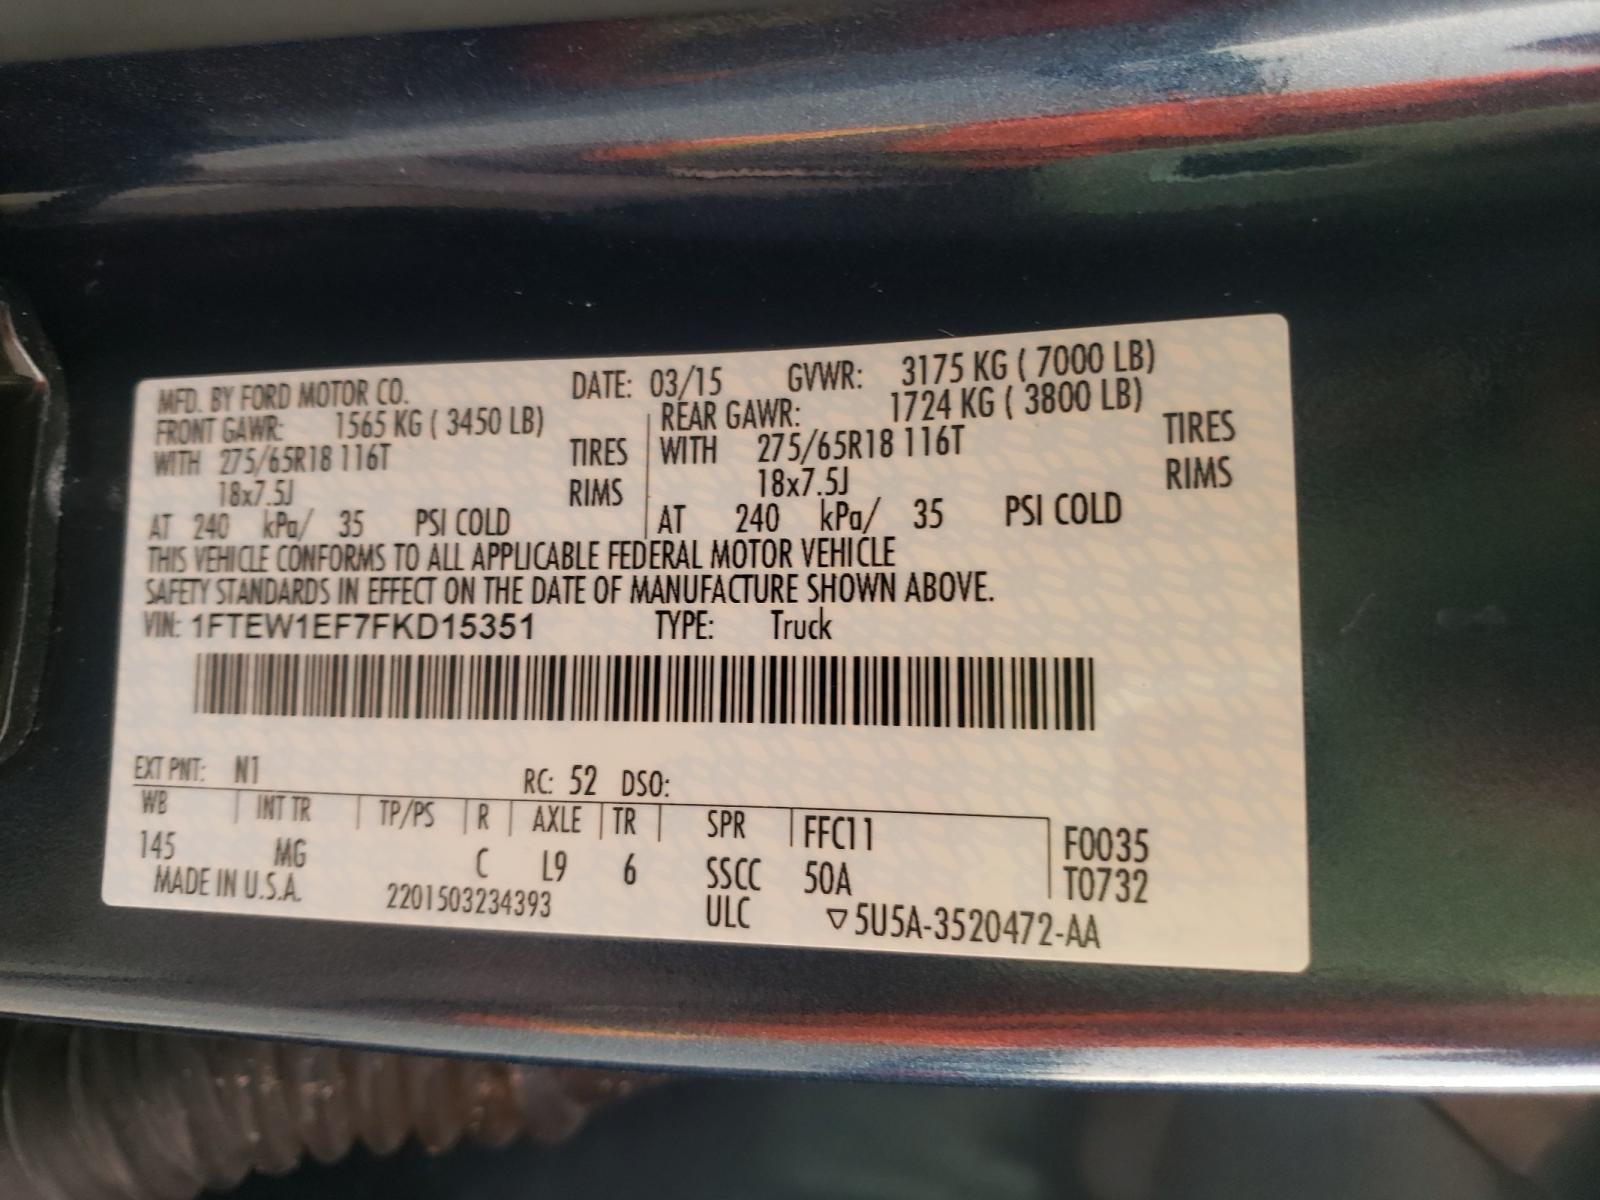 MFD. BY FORD MOTOR CO. DATE: 03/15 GVWR: 3175 KG ( 7000 LB)
FRONT GAWR: 1565 KG ( 3450 LB) REAR GAWR: 1724 KG ( 3800 LB)
WITH 275/65R18 116T TIRES WITH 275/65R18 116T TIRES
18x7.5J RIMS 18x7.5J RIMS
AT 240 kPa/ 35 PSI COLD AT 240 kPa/ 35 PSI COLD
THIS VEHICLE CONFORMS TO ALL APPLICABLE FEDERAL MOTOR VEHICLE
SAFETY STANDARDS IN EFFECT ON THE DATE OF MANUFACTURE SHOWN ABOVE.
VIN: 1FTEW1EF7FKD15351 TYPE: Truck
EXT PNT: N1 RC: 52 DSO:
WB INT TR TP/PS R AXLE TR SPR FFC11 F0035
145 MG C L9 6 SSCC 50A T0732
MADE IN U.S.A. 2201503234393 ULC ▽5U5A-3520472-AA